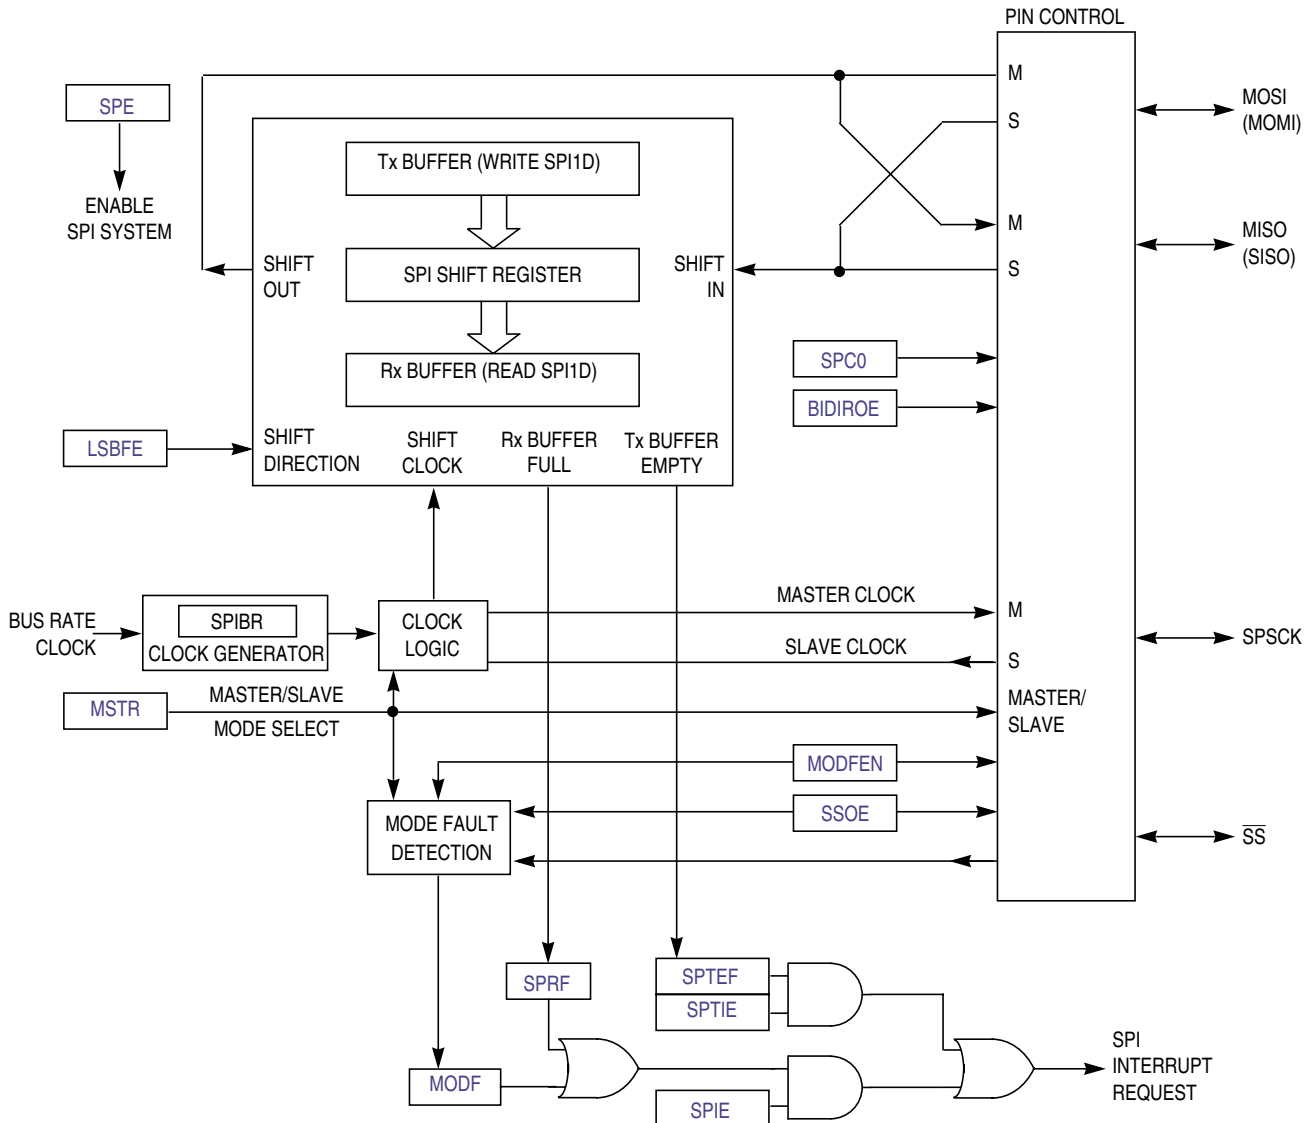 PIN CONTROL
M
MOSI
(MOMI)
SPE
S
Tx BUFFER (WRITE SPI1D)
ENABLE
SPI SYSTEM
M
MISO
(SISO)
SHIFT
OUT
SPI SHIFT REGISTER
SHIFT
IN
S
Rx BUFFER (READ SPI1D)
SPC0
BIDIROE
LSBFE
SHIFT
DIRECTION
SHIFT
CLOCK
Rx BUFFER
FULL
Tx BUFFER
EMPTY
BUS RATE
CLOCK
SPIBR
CLOCK GENERATOR
CLOCK
LOGIC
MASTER CLOCK
M
SLAVE CLOCK
S
SPSCK
MSTR
MASTER/SLAVE
MODE SELECT
MASTER/
SLAVE
MODFEN
MODE FAULT
DETECTION
SSOE
SS
SPRF
SPTEF
SPTIE
MODF
SPIE
SPI
INTERRUPT
REQUEST